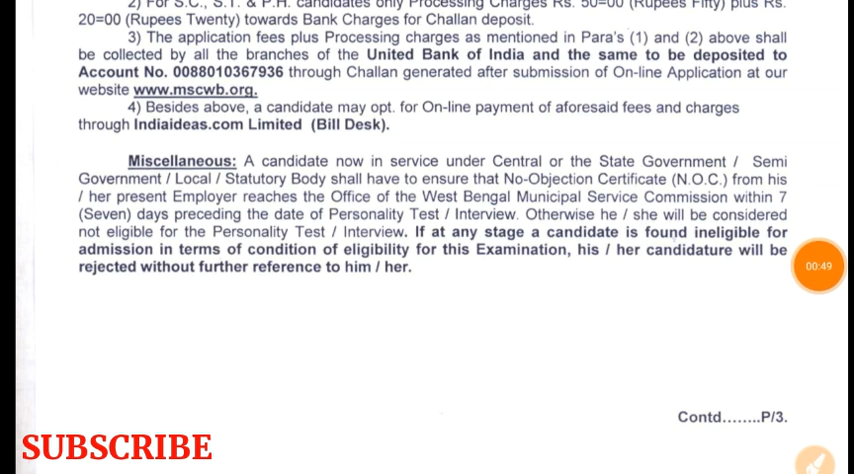 2) For S.C., S.T. & P.H. candidates only Processing Charges Rs. 50=00 (Rupees Fifty) plus Rs.
20=00 (Rupees Twenty) towards Bank Charges for Challan deposit.
3) The application fees plus Processing charges as mentioned in Para's (1) and (2) above shall
be collected by all the branches of the United Bank of India and the same to be deposited to
Account No. 0088010367936 through Challan generated after submission of On-line Application at our
website www.mscwb.org.
4) Besides above, a candidate may opt. for On-line payment of aforesaid fees and charges
through Indiaideas.com Limited (Bill Desk).
Miscellaneous: A candidate now in service under Central or the State Government / Semi
Government / Local / Statutory Body shall have to ensure that No-Objection Certificate (N.O.C.) from his
/ her present Employer reaches the Office of the West Bengal Municipal Service Commission within 7
(Seven) days preceding the date of Personality Test / Interview. Otherwise he / she will be considered
not eligible for the Personality Test / Interview. If at any stage a candidate is found ineligible for
admission in terms of condition of eligibility for this Examination, his / her candidature will be
rejected without further reference to him / her.
00:49
Contd........P/3.
SUBSCRIBE